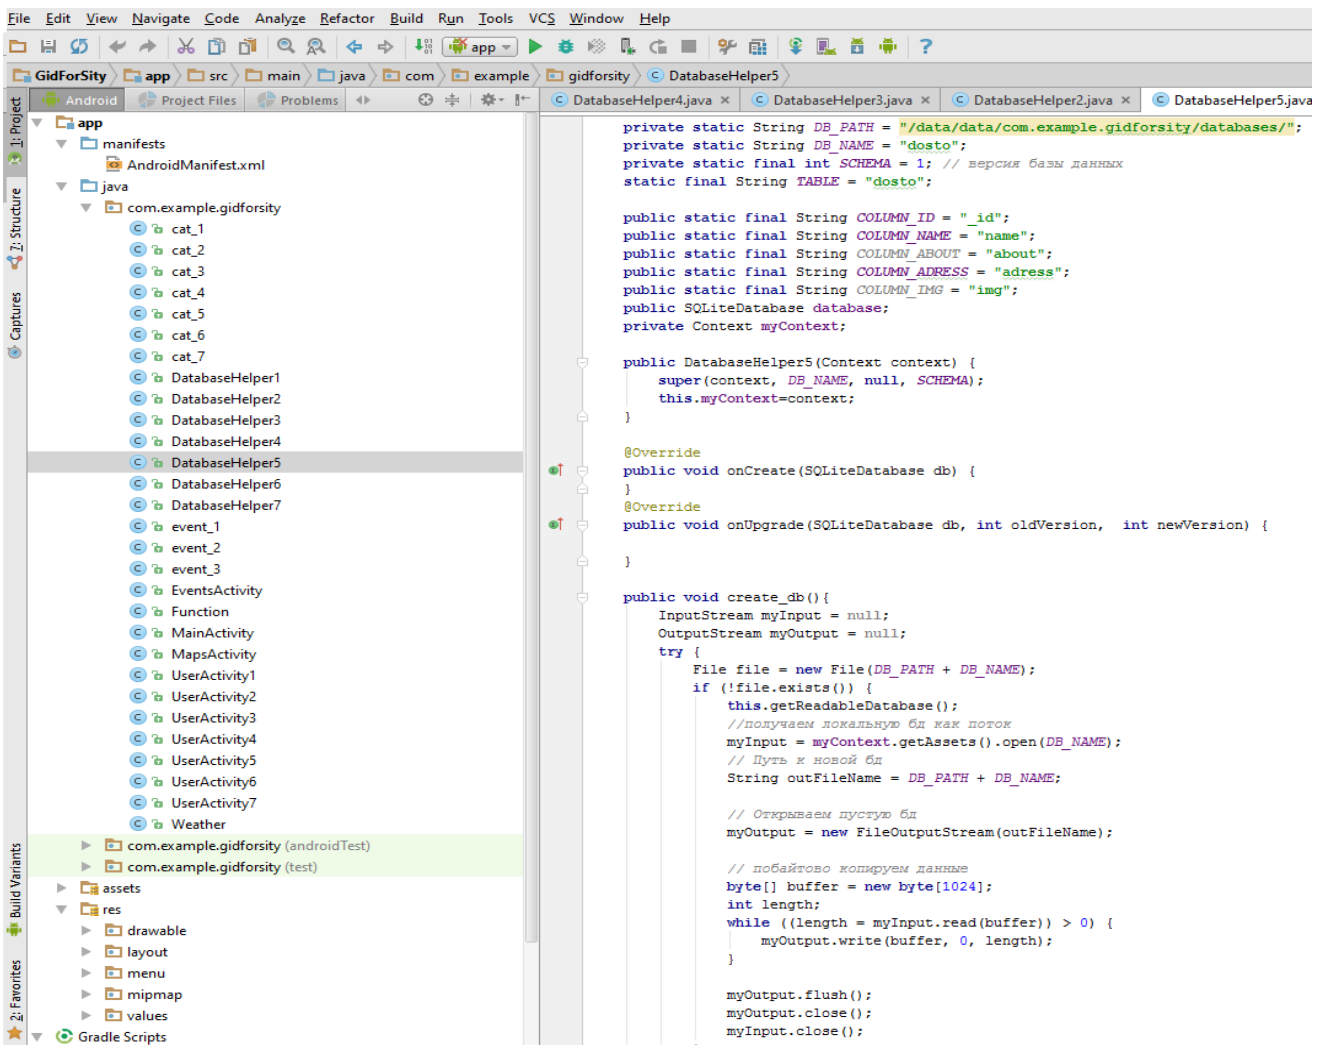 File Edit View Navigate Code Analyze Refactor Build Run Tools VCS Window Help
app
GidForSity app src main java com example gidforsity DatabaseHelper5
Android Project Files Problems
DatabaseHelper4.java × DatabaseHelper3.java × DatabaseHelper2.java × DatabaseHelper5.java
1: Project
7: Structure
Captures
Build Variants
2: Favorites
app
manifests
AndroidManifest.xml
java
com.example.gidforsity
cat_1
cat_2
cat_3
cat_4
cat_5
cat_6
cat_7
DatabaseHelper1
DatabaseHelper2
DatabaseHelper3
DatabaseHelper4
DatabaseHelper5
DatabaseHelper6
DatabaseHelper7
event_1
event_2
event_3
EventsActivity
Function
MainActivity
MapsActivity
UserActivity1
UserActivity2
UserActivity3
UserActivity4
UserActivity5
UserActivity6
UserActivity7
Weather
com.example.gidforsity (androidTest)
com.example.gidforsity (test)
assets
res
drawable
layout
menu
mipmap
values
Gradle Scripts
private static String DB_PATH = "/data/data/com.example.gidforsity/databases/";
private static String DB_NAME = "dosto";
private static final int SCHEMA = 1; // версия базы данных
static final String TABLE = "dosto";
public static final String COLUMN_ID = "_id";
public static final String COLUMN_NAME = "name";
public static final String COLUMN_ABOUT = "about";
public static final String COLUMN_ADRESS = "adress";
public static final String COLUMN_IMG = "img";
public SQLiteDatabase database;
private Context myContext;
public DatabaseHelper5(Context context) {
super(context, DB_NAME, null, SCHEMA);
this.myContext=context;
}
@Override
public void onCreate(SQLiteDatabase db) {
}
@Override
public void onUpgrade(SQLiteDatabase db, int oldVersion, int newVersion) {
}
public void create_db(){
InputStream myInput = null;
OutputStream myOutput = null;
try {
File file = new File(DB_PATH + DB_NAME);
if (!file.exists()) {
this.getReadableDatabase();
//получаем локальную бд как поток
myInput = myContext.getAssets().open(DB_NAME);
// Путь к новой бд
String outFileName = DB_PATH + DB_NAME;
// Открываем пустую бд
myOutput = new FileOutputStream(outFileName);
// побайтово копируем данные
byte[] buffer = new byte[1024];
int length;
while ((length = myInput.read(buffer)) > 0) {
myOutput.write(buffer, 0, length);
}
myOutput.flush();
myOutput.close();
myInput.close();